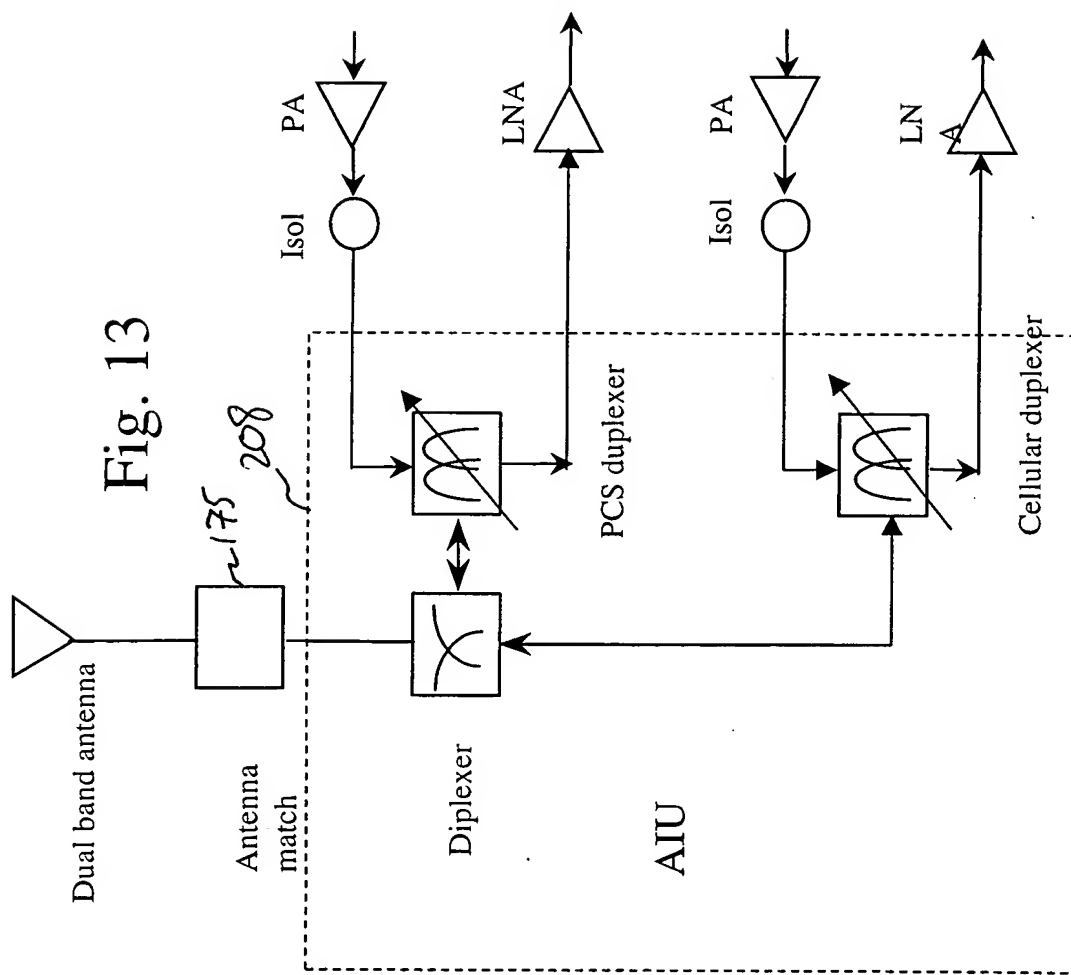 Fig. 13
Dual band antenna
175
208
Antenna
match
Diplexer
AIU
PCS duplexer
Cellular duplexer
Isol
PA
LNA
Isol
PA
LN
A